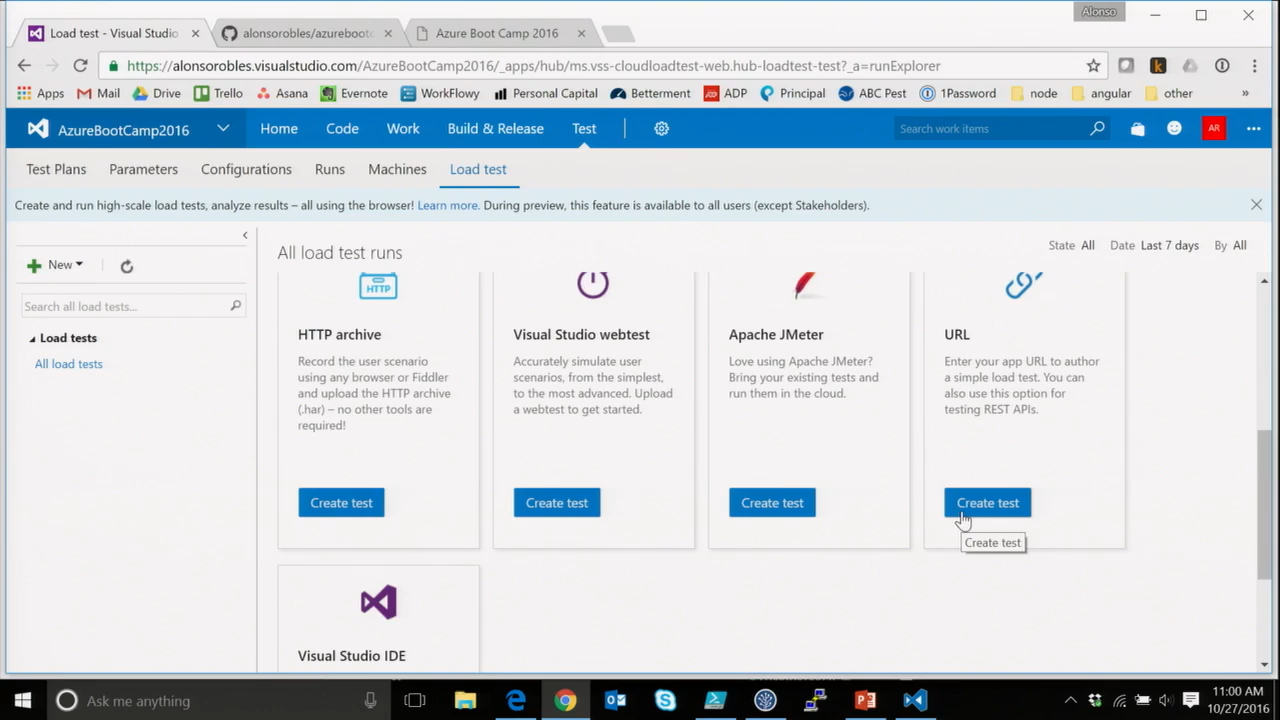 Alonso
Load test - Visual Studio
alonsorobles/azurebootc
Azure Boot Camp 2016
https://alonsorobles.visualstudio.com/AzureBootCamp2016/_apps/hub/ms.vss-cloudloadtest-web.hub-loadtest-test?_a=runExplorer
Apps Mail Drive Trello Asana Evernote WorkFlowy Personal Capital Betterment ADP Principal ABC Pest 1Password node angular other »
AzureBootCamp2016 Home Code Work Build & Release Test Search work items AR
Test Plans Parameters Configurations Runs Machines Load test
Create and run high-scale load tests, analyze results – all using the browser! Learn more. During preview, this feature is available to all users (except Stakeholders).
New
Search all load tests...
Load tests
All load tests
All load test runs
State All Date Last 7 days By All
HTTP
HTTP archive
Record the user scenario
using any browser or Fiddler
and upload the HTTP archive
(.har) – no other tools are
required!
Create test
Visual Studio webtest
Accurately simulate user
scenarios, from the simplest,
to the most advanced. Upload
a webtest to get started.
Create test
Apache JMeter
Love using Apache JMeter?
Bring your existing tests and
run them in the cloud.
Create test
URL
Enter your app URL to author
a simple load test. You can
also use this option for
testing REST APIs.
Create test
Create test
Visual Studio IDE
Ask me anything
11:00 AM
10/27/2016